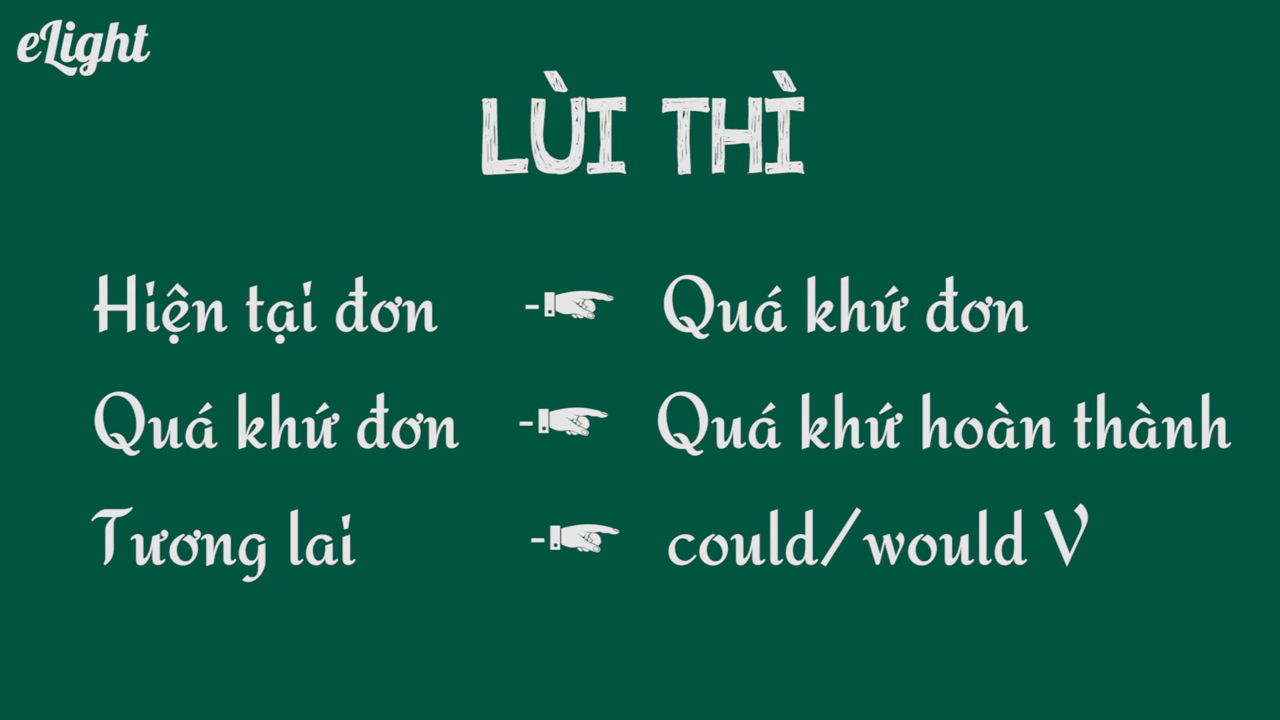 eLight
LÙI THÌ
Hiện tại đơn - Quá khứ đơn
Quá khứ đơn - Quá khứ hoàn thành
Tương lai - could/would V